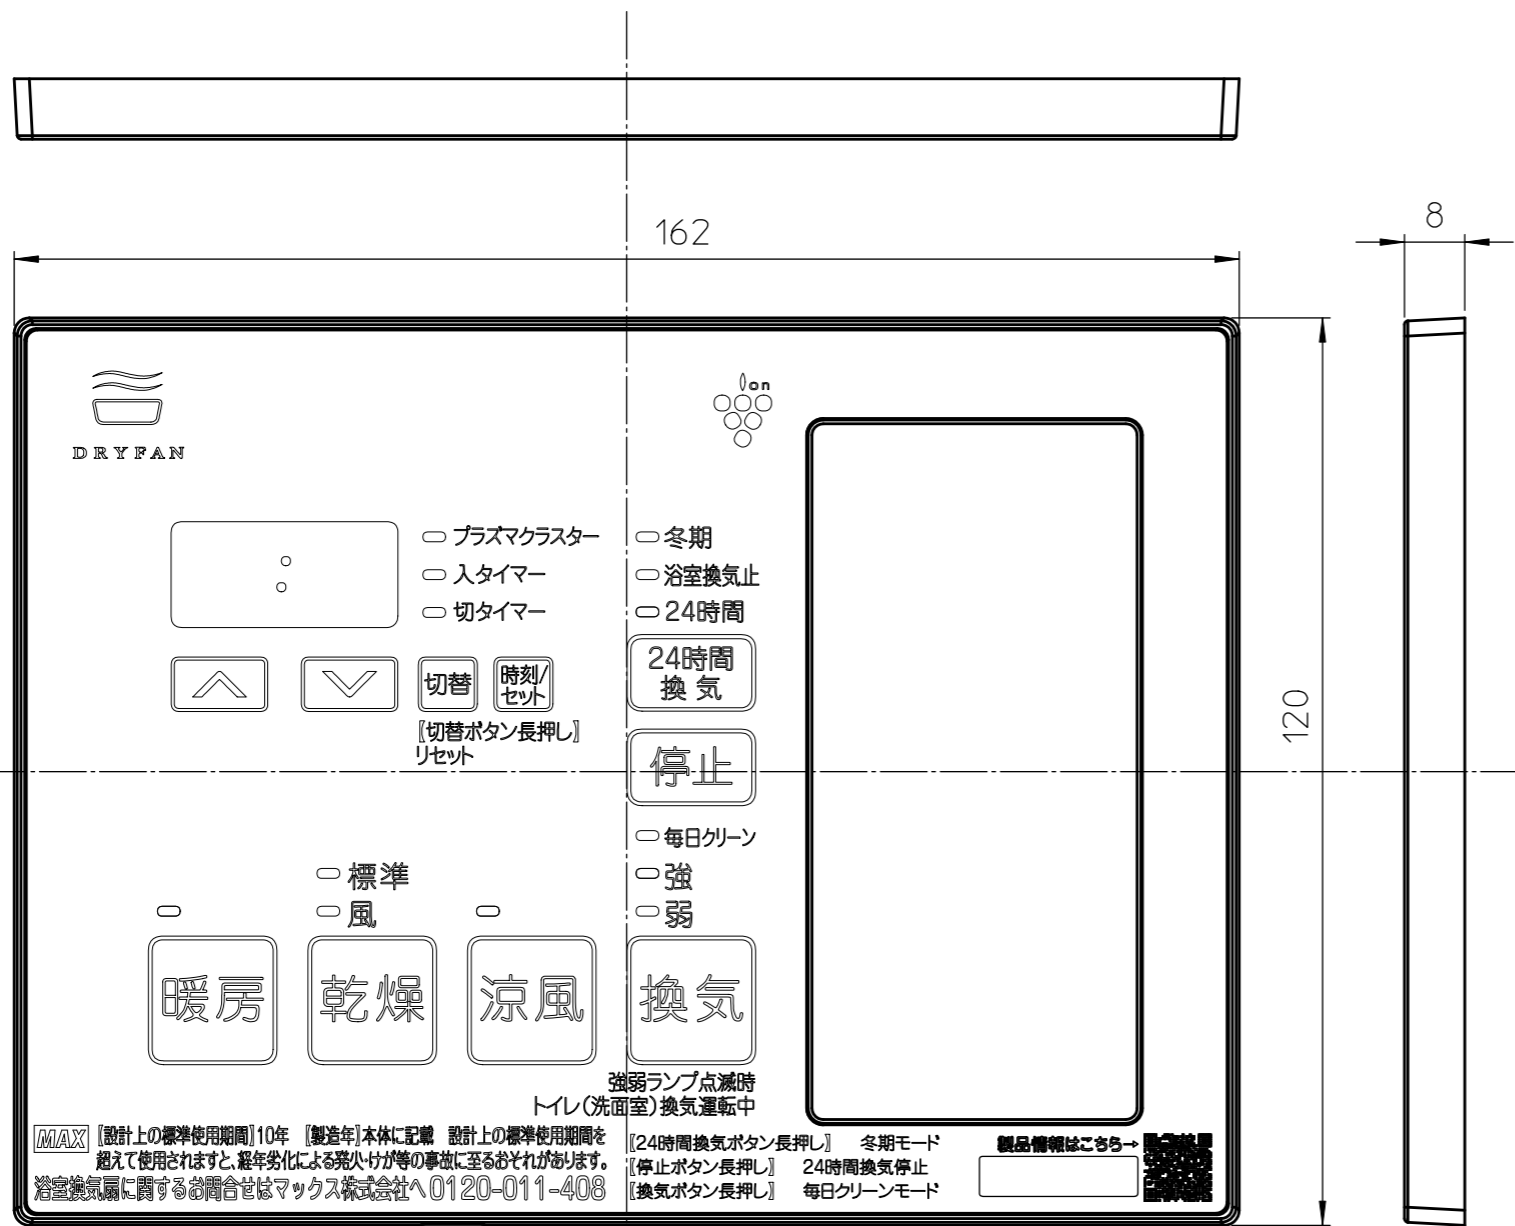 162
8
DRYFAN
ion
プラズマクラスター
冬期
入タイマー
浴室換気止
切タイマー
24時間
切替
時刻/
セット
24時間
換気
〖切替ボタン長押し〗
リセット
停止
120
毎日クリーン
標準
強
風
弱
暖房
乾燥
涼風
換気
強弱ランプ点滅時
トイレ(洗面室)換気運転中
MAX 〖設計上の標準使用期間〗10年 〖製造年〗本体に記載 設計上の標準使用期間を
超えて使用されますと、経年劣化による発火・けが等の事故に至るおそれがあります。
浴室換気扇に関するお問合せはマックス株式会社へ0120-011-408
〖24時間換気ボタン長押し〗 冬期モード
〖停止ボタン長押し〗 24時間換気停止
〖換気ボタン長押し〗 毎日クリーンモード
製品情報はこちら→